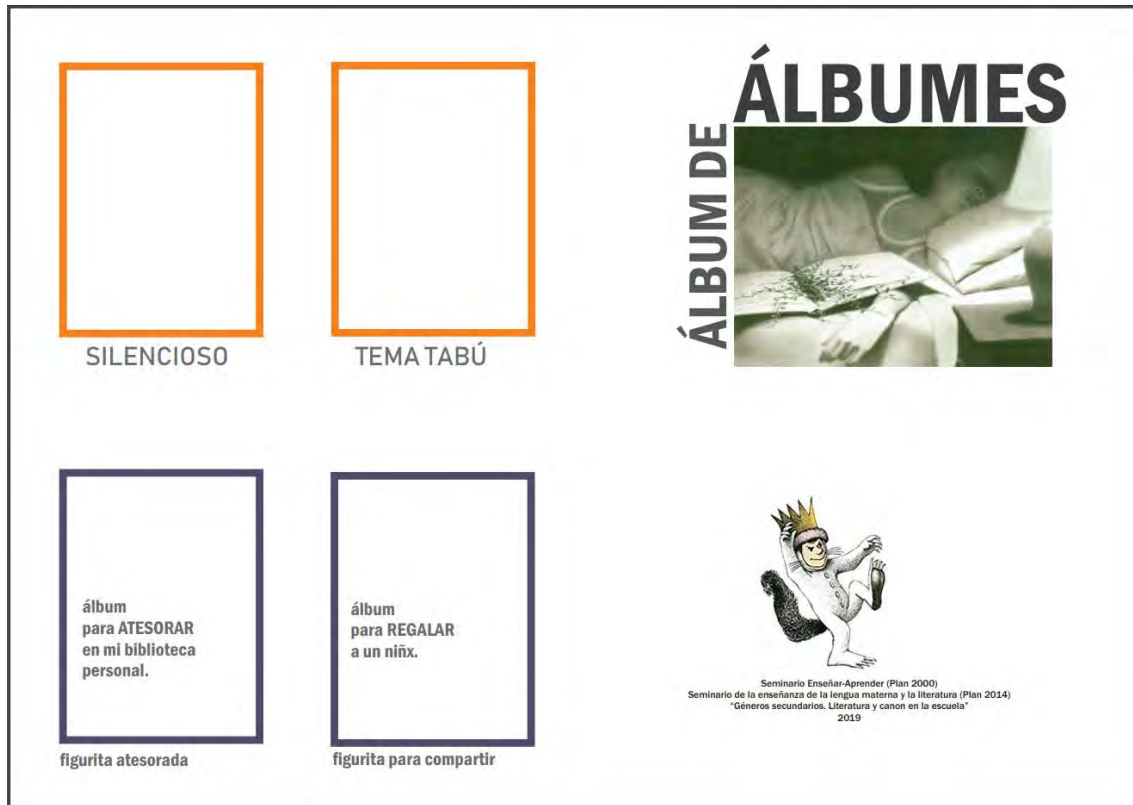 SILENCIOSO
TEMA TABÚ
álbum
para ATESORAR
en mi biblioteca
personal.
figurita atesorada
álbum
para REGALAR
a un niñx.
figurita para compartir
ÁLBUM DE
ÁLBUMES
Seminario Enseñar-Aprender (Plan 2000)
Seminario de la enseñanza de la lengua materna y la literatura (Plan 2014)
“Géneros secundarios. Literatura y canon en la escuela”
2019